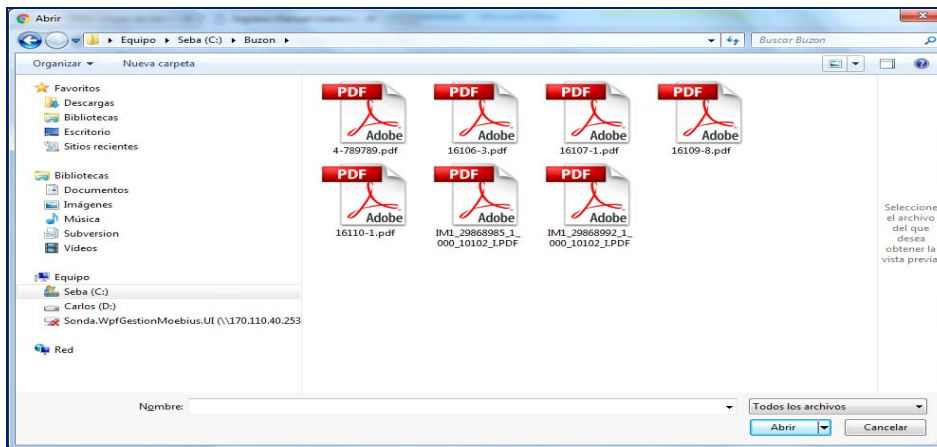 Abrir
Equipo Seba (C:) Buzon
Buscar Buzon
Organizar Nueva carpeta
Favoritos
Descargas
Bibliotecas
Escritorio
Sitios recientes
Bibliotecas
Documentos
Imágenes
Música
Subversion
Vídeos
Equipo
Seba (C:)
Carlos (D:)
Sonda.WpfGestionMoebius.UI (\\170.110.40.253
Red
PDF PDF PDF PDF
Adobe Adobe Adobe Adobe
4-789789.pdf 16106-3.pdf 16107-1.pdf 16109-8.pdf
PDF PDF PDF
Adobe Adobe Adobe
16110-1.pdf IM1_29868985_1_ IM1_29868992_1_
000_10102_I.PDF 000_10102_I.PDF
Seleccione
el archivo
del que
desea
obtener la
vista previa
Nombre: Todos los archivos
Abrir Cancelar